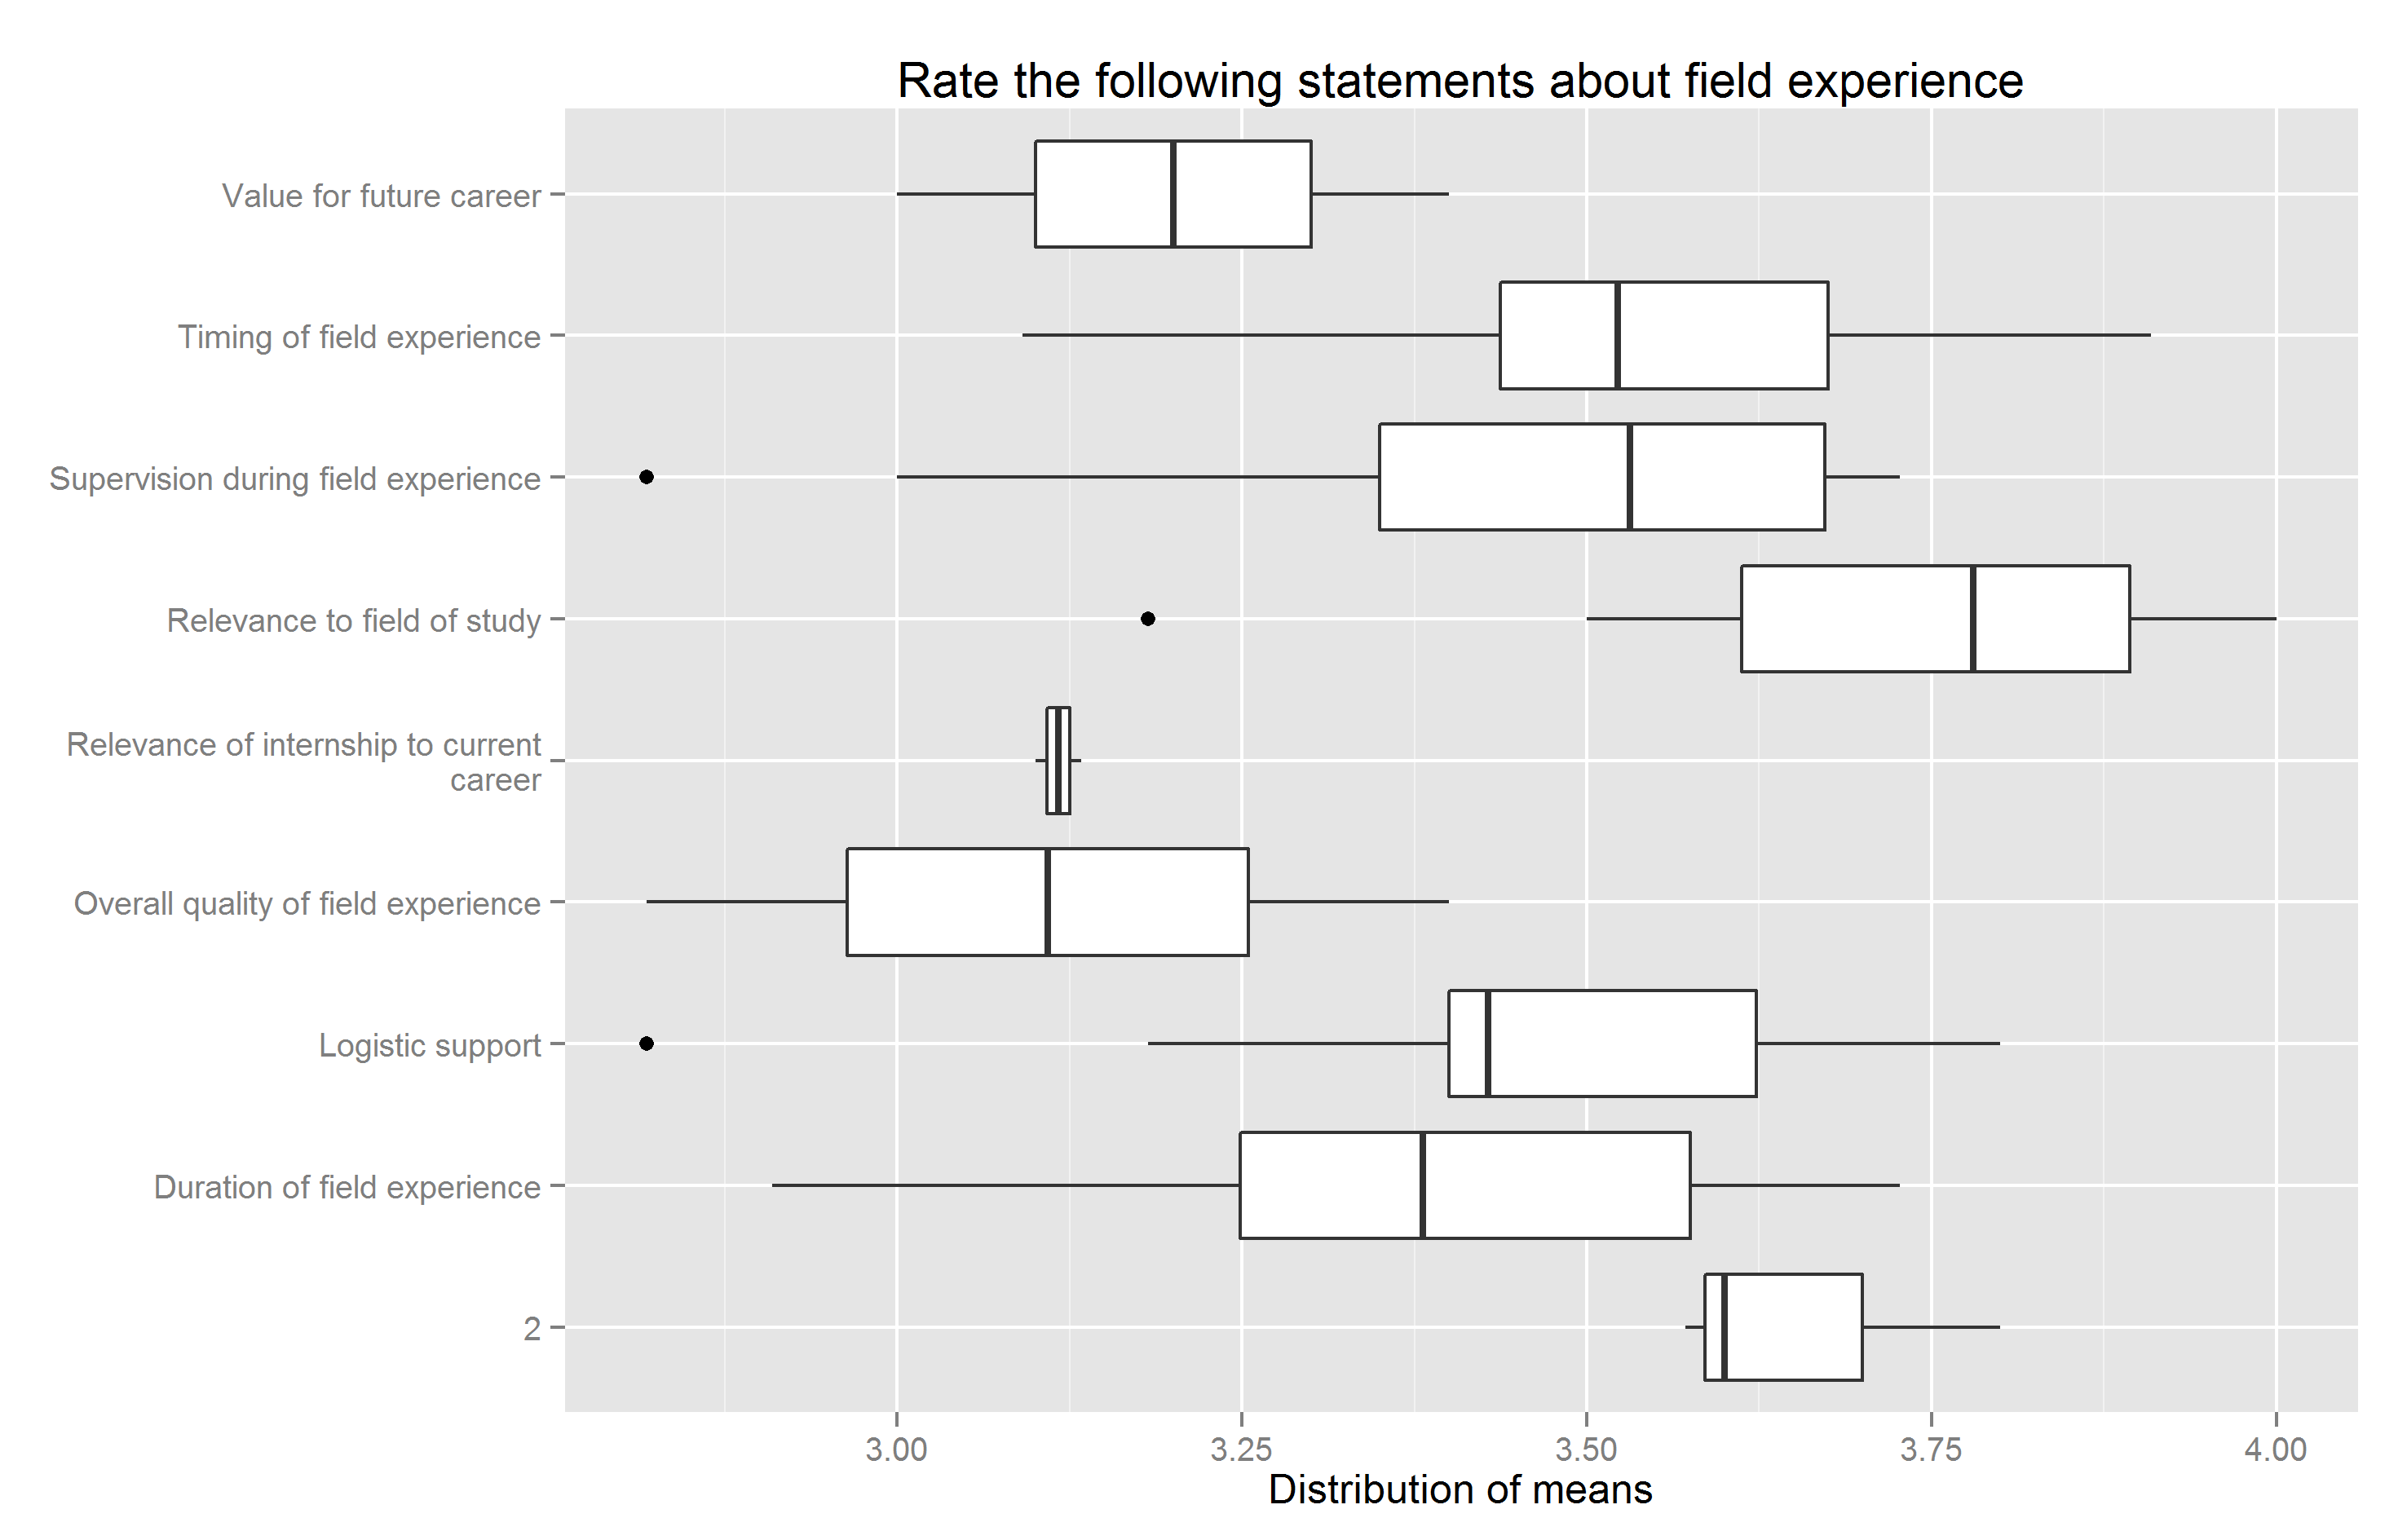 Rate the following statements about field experience
Value for future career
Timing of field experience
Supervision during field experience
Relevance to field of study
Relevance of internship to current
career
Overall quality of field experience
Logistic support
Duration of field experience
2
3.00 3.25 3.50 3.75 4.00
Distribution of means